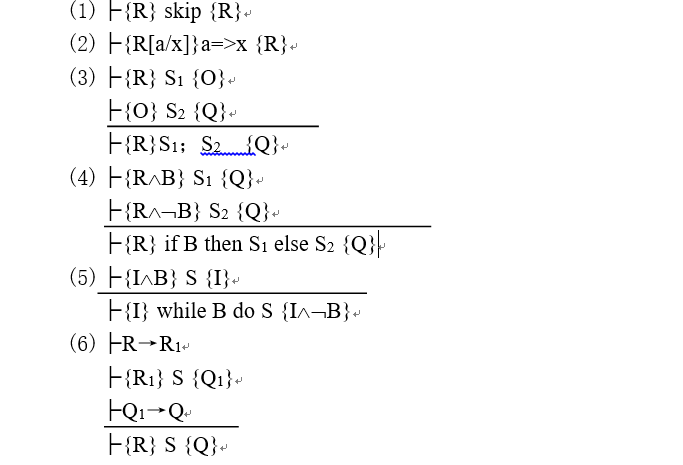 (1) ├{R} skip {R}
(2) ├{R[a/x]}a=>x {R}
(3) ├{R} S₁ {O}
├{O} S₂ {Q}
├{R}S₁; S₂ {Q}
(4) ├{R∧B} S₁ {Q}
├{R∧¬B} S₂ {Q}
├{R} if B then S₁ else S₂ {Q}
(5) ├{I∧B} S {I}
├{I} while B do S {I∧¬B}
(6) ├R→R₁
├{R₁} S {Q₁}
├Q₁→Q
├{R} S {Q}